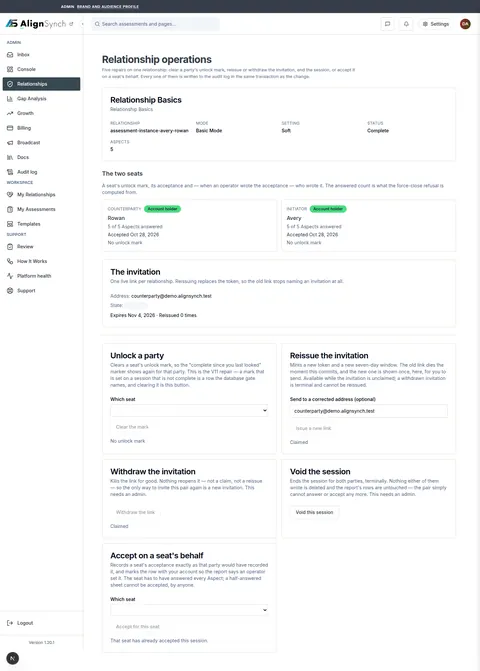 ADMIN BRAND AND AUDIENCE PROFILE
AlignSynch
Search assessments and pages...
Settings
DA
ADMIN
Inbox
Console
Relationships
Gap Analysis
Growth
Billing
Broadcast
Docs
Audit log
WORKSPACE
My Relationships
My Assessments
Templates
SUPPORT
Review
How It Works
Platform health
Support
Logout
Version 1.20.1
Relationship operations
Five repairs on one relationship: clear a party's unlock mark, reissue or withdraw the invitation, end the session, or accept it
on a seat's behalf. Every one of them is written to the audit log in the same transaction as the change.
Relationship Basics
Relationship Basics
RELATIONSHIP
assessment-instance-avery-rowan
MODE
Basic Mode
SETTING
Soft
STATUS
Complete
ASPECTS
5
The two seats
A seat's unlock mark, its acceptance and — when an operator wrote the acceptance — who wrote it. The answered count is what the force-close refusal is
computed from.
COUNTERPARTY Account holder
Rowan
5 of 5 Aspects answered
Accepted Oct 28, 2026
No unlock mark
INITIATOR Account holder
Avery
5 of 5 Aspects answered
Accepted Oct 28, 2026
No unlock mark
The invitation
One live link per relationship. Reissuing replaces the token, so the old link stops naming an invitation at all.
Address: counterparty@demo.alignsynch.test
State:
Expires Nov 4, 2026 · Reissued 0 times
Unlock a party
Clears a seat's unlock mark, so the "complete since you last looked"
marker shows again for that party. This is the V11 repair — a mark that
is set on a session that is not complete is a row the database gate
names, and clearing it is this button.
Which seat
Clear the mark
No unlock mark
Reissue the invitation
Mints a new token and a new seven-day window. The old link dies the
moment this commits, and the new one is shown once, here, for you to
send. Available while the invitation is unclaimed; a withdrawn invitation
is terminal and cannot be reissued.
Send to a corrected address (optional)
counterparty@demo.alignsynch.test
Issue a new link
Claimed
Withdraw the invitation
Kills the link for good. Nothing reopens it — not a claim, not a reissue
— so the only way to invite this pair again is a new invitation. This
needs an admin.
Withdraw the link
Claimed
Void the session
Ends the session for both parties, terminally. Nothing either of them
wrote is deleted and the report's rows are untouched — the pair simply
cannot answer or accept any more. This needs an admin.
Void this session
Accept on a seat's behalf
Records a seat's acceptance exactly as that party would have recorded
it, and marks the row with your account so the report says an operator
set it. The seat has to have answered every Aspect; a half-answered
sheet cannot be accepted, by anyone.
Which seat
Accept for this seat
That seat has already accepted this session.